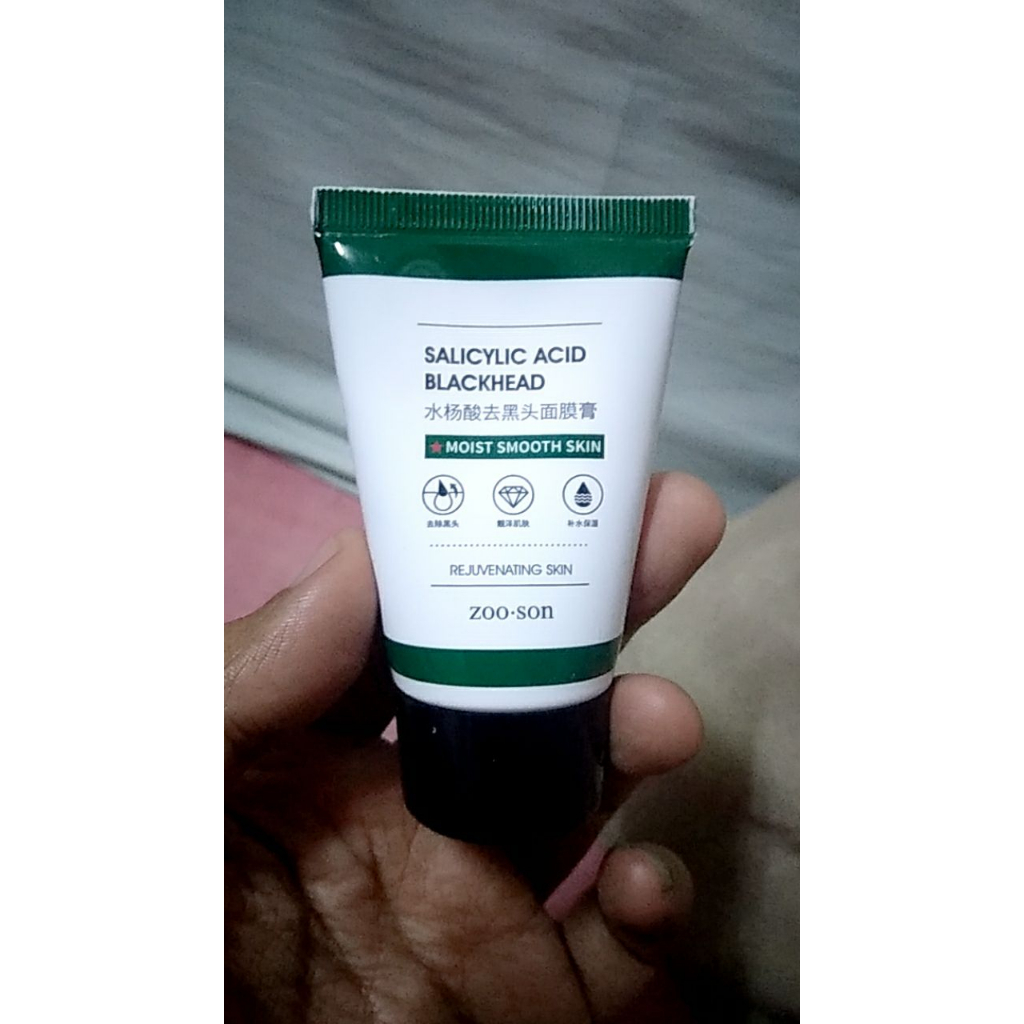 SALICYLIC ACID
BLACKHEAD
水杨酸去黑头面膜膏
MOIST SMOOTH SKIN
去除黑头
补水保湿
REJUVENATING SKIN
zoo·son